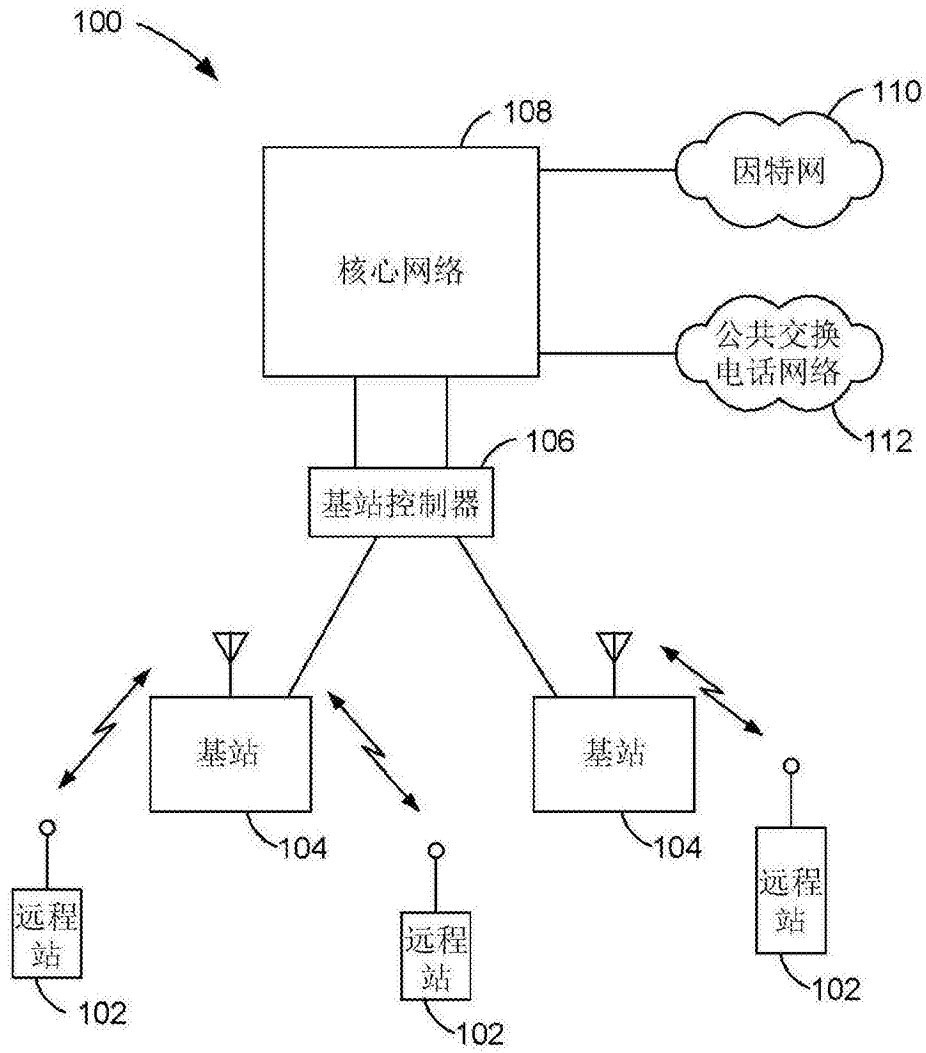 100
108
110
因特网
核心网络
公共交换
电话网络
112
106
基站控制器
基站
104
基站
104
远程
站
102
远程
站
102
远程
站
102